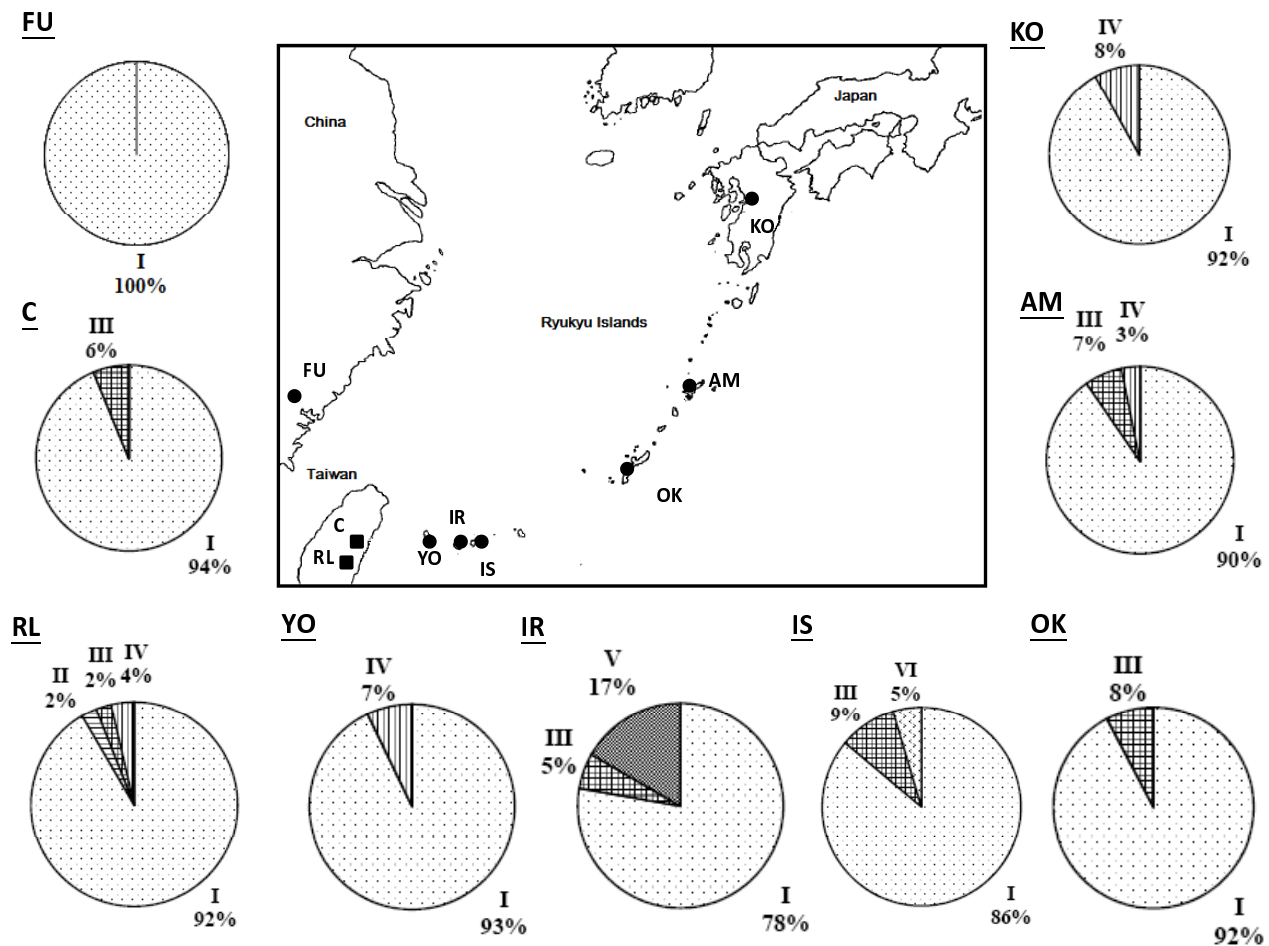 FU
I
100%
C
III
6%
I
94%
China
Japan
KO
Ryukyu Islands
FU
AM
Taiwan
OK
C
IR
RL
YO
IS
KO
IV
8%
I
92%
AM
III
7%
IV
3%
I
90%
RL
II
2%
III
2%
IV
4%
I
92%
YO
IV
7%
I
93%
IR
V
17%
III
5%
I
78%
IS
VI
5%
III
9%
I
86%
OK
III
8%
I
92%